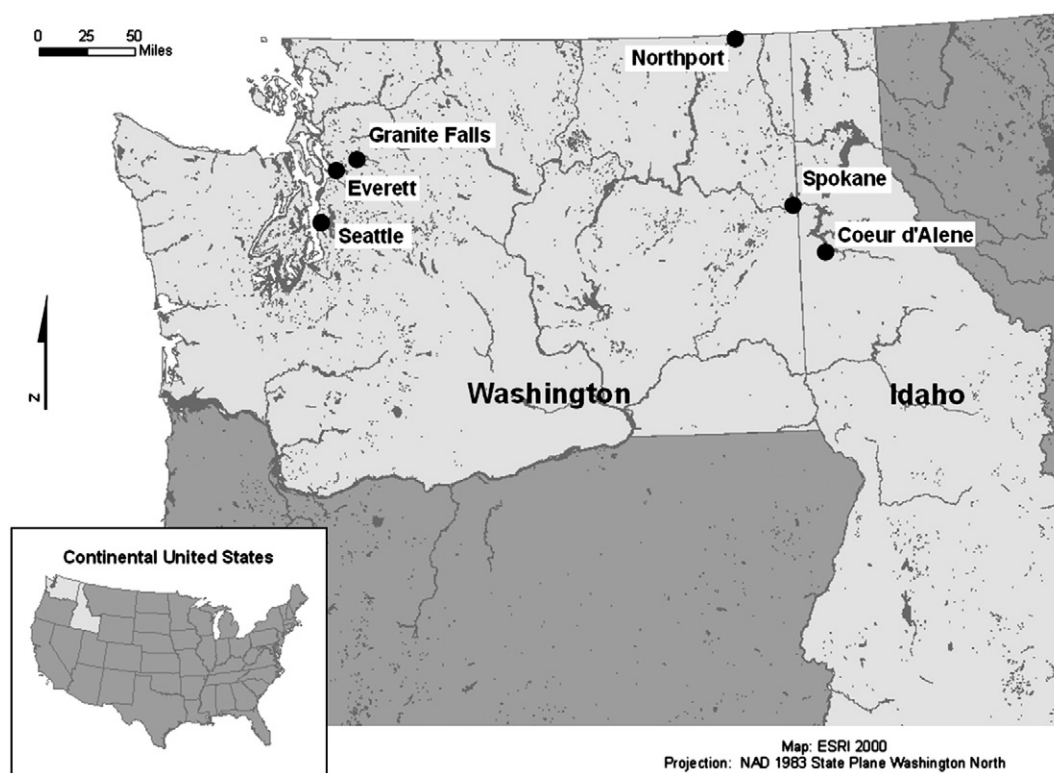 0 25 50
Miles
Northport
Granite Falls
Everett
Spokane
Seattle
Coeur d'Alene
Washington
Idaho
N
Continental United States
Map: ESRI 2000
Projection: NAD 1983 State Plane Washington North